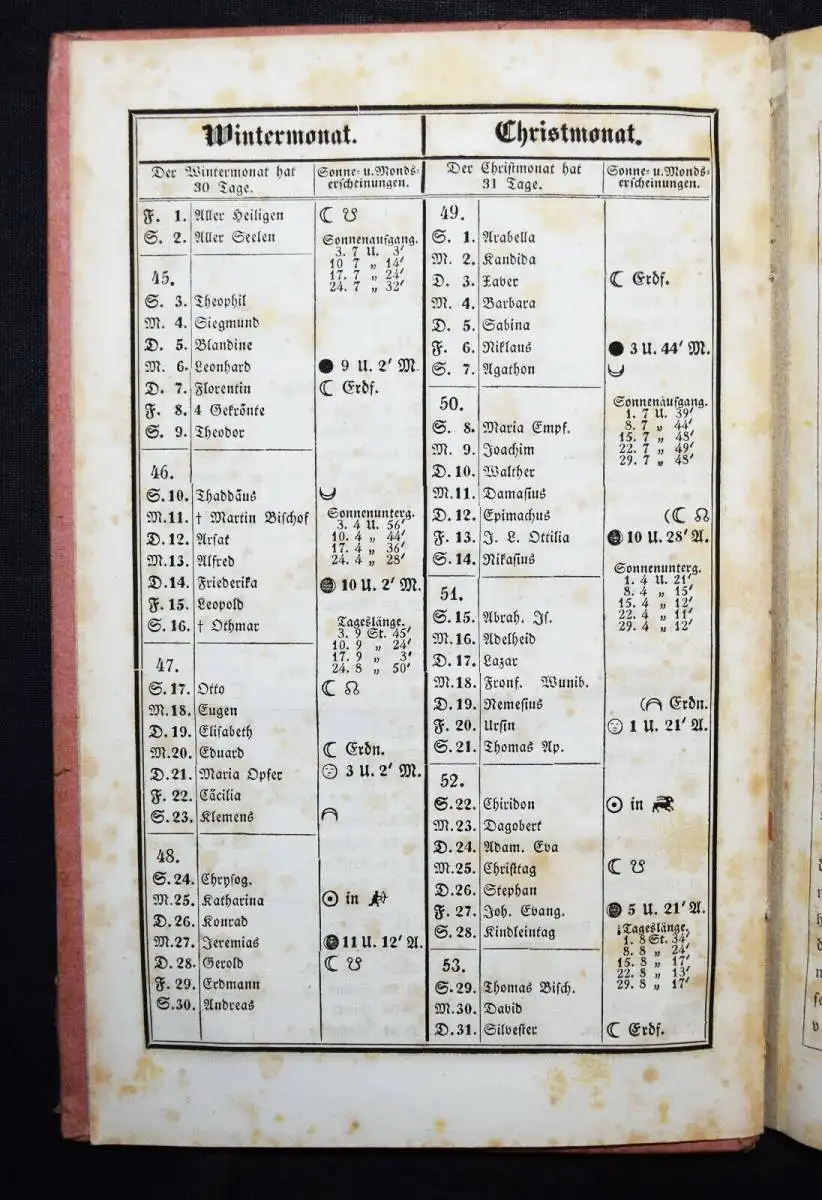 Wintermonat.
Der Wintermonat hat
30 Tage.
Sonne- u. Monds-
erscheinungen.
F. 1. Aller Heiligen ☾ ☋
S. 2. Aller Seelen
Sonnenaufgang.
3. 7 U. 3′
10 7 „ 14′
17. 7 „ 24′
24. 7 „ 32′
45.
S. 3. Theophil
M. 4. Siegmund
D. 5. Blandine
M. 6. Leonhard ● 9 U. 2′ M.
D. 7. Florentin ☾ Erdf.
F. 8. 4 Gekrönte
S. 9. Theodor
46.
S. 10. Thaddäus
M. 11. † Martin Bischof
D. 12. Arsat
M. 13. Alfred
Sonnenunterg.
3. 4 U. 56′
10. 4 „ 44′
17. 4 „ 36′
24. 4 „ 28′
D. 14. Friederika 10 U. 2′ M.
F. 15. Leopold
S. 16. † Othmar
Tageslänge.
3. 9 St. 45′
10. 9 „ 24′
17. 9 „ 3′
24. 8 „ 50′
47.
S. 17. Otto ☾ ☊
M. 18. Eugen
D. 19. Elisabeth
M. 20. Eduard ☾ Erdn.
D. 21. Maria Opfer 3 U. 2′ M.
F. 22. Cäcilia
S. 23. Klemens
48.
S. 24. Chrysog.
M. 25. Katharina ☉ in ♐
D. 26. Konrad
M. 27. Jeremias 11 U. 12′ A.
D. 28. Gerold ☾ ☋
F. 29. Erdmann
S. 30. Andreas
Christmonat.
Der Christmonat hat
31 Tage.
Sonne- u. Monds-
erscheinungen.
49.
S. 1. Arabella
M. 2. Kandida
D. 3. Xaver ☾ Erdf.
M. 4. Barbara
D. 5. Sabina
F. 6. Niklaus ● 3 U. 44′ M.
S. 7. Agathon
50.
Sonnenaufgang.
1. 7 U. 39′
8. 7 „ 44′
15. 7 „ 48′
22. 7 „ 49′
29. 7 „ 48′
S. 8. Maria Empf.
M. 9. Joachim
D. 10. Walther
M. 11. Damasius
D. 12. Epimachus (☾ ☊
F. 13. J. L. Ottilia 10 U. 28′ A.
S. 14. Nikasius
Sonnenunterg.
1. 4 U. 21′
8. 4 „ 15′
15. 4 „ 12′
22. 4 „ 11′
29. 4 „ 12′
51.
S. 15. Abrah. Is.
M. 16. Adelheid
D. 17. Lazar
M. 18. Fronf. Wunib.
D. 19. Nemesius ( Erdn.
F. 20. Ursin 1 U. 21′ A.
S. 21. Thomas Ap.
52.
S. 22. Chiridon ☉ in ♑
M. 23. Dagobert
D. 24. Adam. Eva
M. 25. Christtag ☾ ☋
D. 26. Stephan
F. 27. Joh. Evang. 5 U. 21′ A.
S. 28. Kindleintag
Tageslänge.
1. 8 St. 34′
8. 8 „ 24′
15. 8 „ 17′
22. 8 „ 13′
29. 8 „ 17′
53.
S. 29. Thomas Bisch.
M. 30. David
D. 31. Silvester ☾ Erdf.